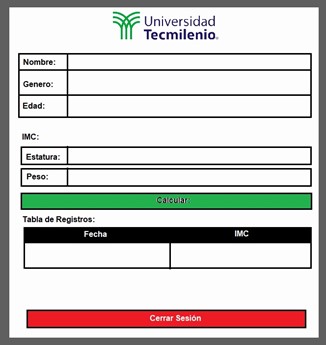 Universidad
Tecmilenio®
Nombre:
Genero:
Edad:
IMC:
Estatura:
Peso:
Calcular
Tabla de Registros:
Fecha IMC
Cerrar Sesión